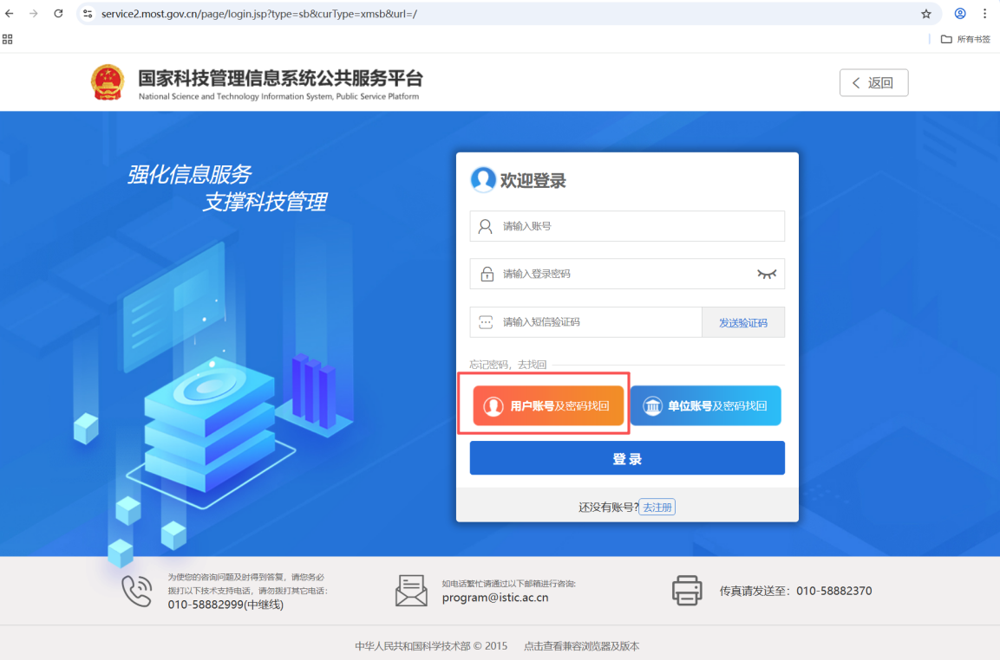 service2.most.gov.cn/page/login.jsp?type=sb&curType=xmsb&url=/
所有书签
国家科技管理信息系统公共服务平台
National Science and Technology Information System, Public Service Platform
返回
强化信息服务
支撑科技管理
欢迎登录
请输入账号
请输入登录密码
请输入短信验证码
发送验证码
忘记密码，去找回
用户账号及密码找回
单位账号及密码找回
登录
还没有账号?去注册
为使您的咨询问题及时得到答复，请您务必
拨打以下技术支持电话，请勿拨打其它电话：
010-58882999(中继线)
如电话繁忙请通过以下邮箱进行咨询:
program@istic.ac.cn
传真请发送至：010-58882370
中华人民共和国科学技术部 © 2015 点击查看兼容浏览器及版本